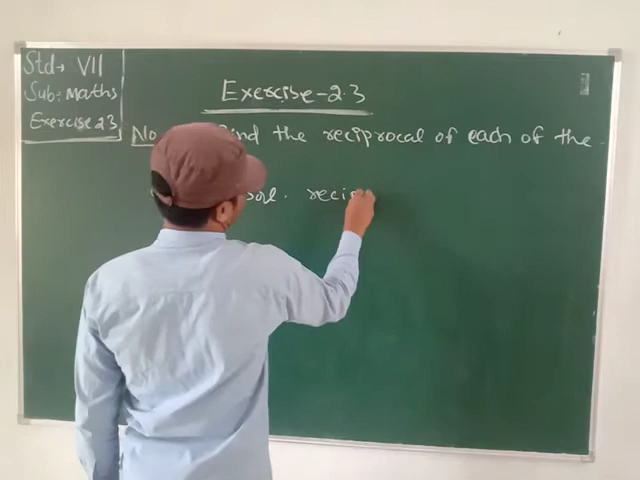 Std→ VII
Sub: Maths
Exercise 2.3
Exercise-2.3
No
find the reciprocal of each of the
Sol. recip